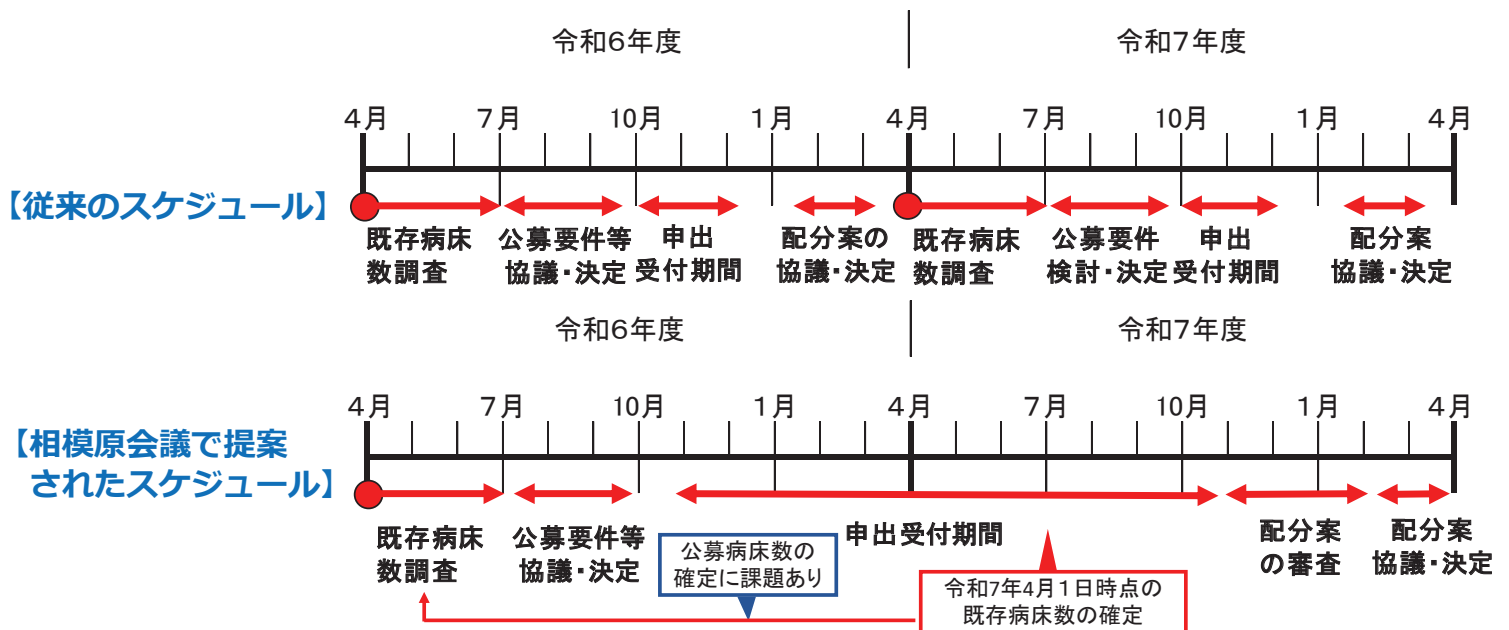 令和6年度
令和7年度
4月 7月 10月 1月 4月 7月 10月 1月 4月
【従来のスケジュール】
既存病床
数調査
公募要件等
協議・決定
申出
受付期間
配分案の
協議・決定
既存病床
数調査
公募要件
検討・決定
申出
受付期間
配分案
協議・決定
令和6年度
令和7年度
4月 7月 10月 1月 4月 7月 10月 1月 4月
【相模原会議で提案
されたスケジュール】
既存病床
数調査
公募要件等
協議・決定
申出受付期間
配分案
の審査
配分案
協議・決定
公募病床数の
確定に課題あり
令和7年4月1日時点の
既存病床数の確定